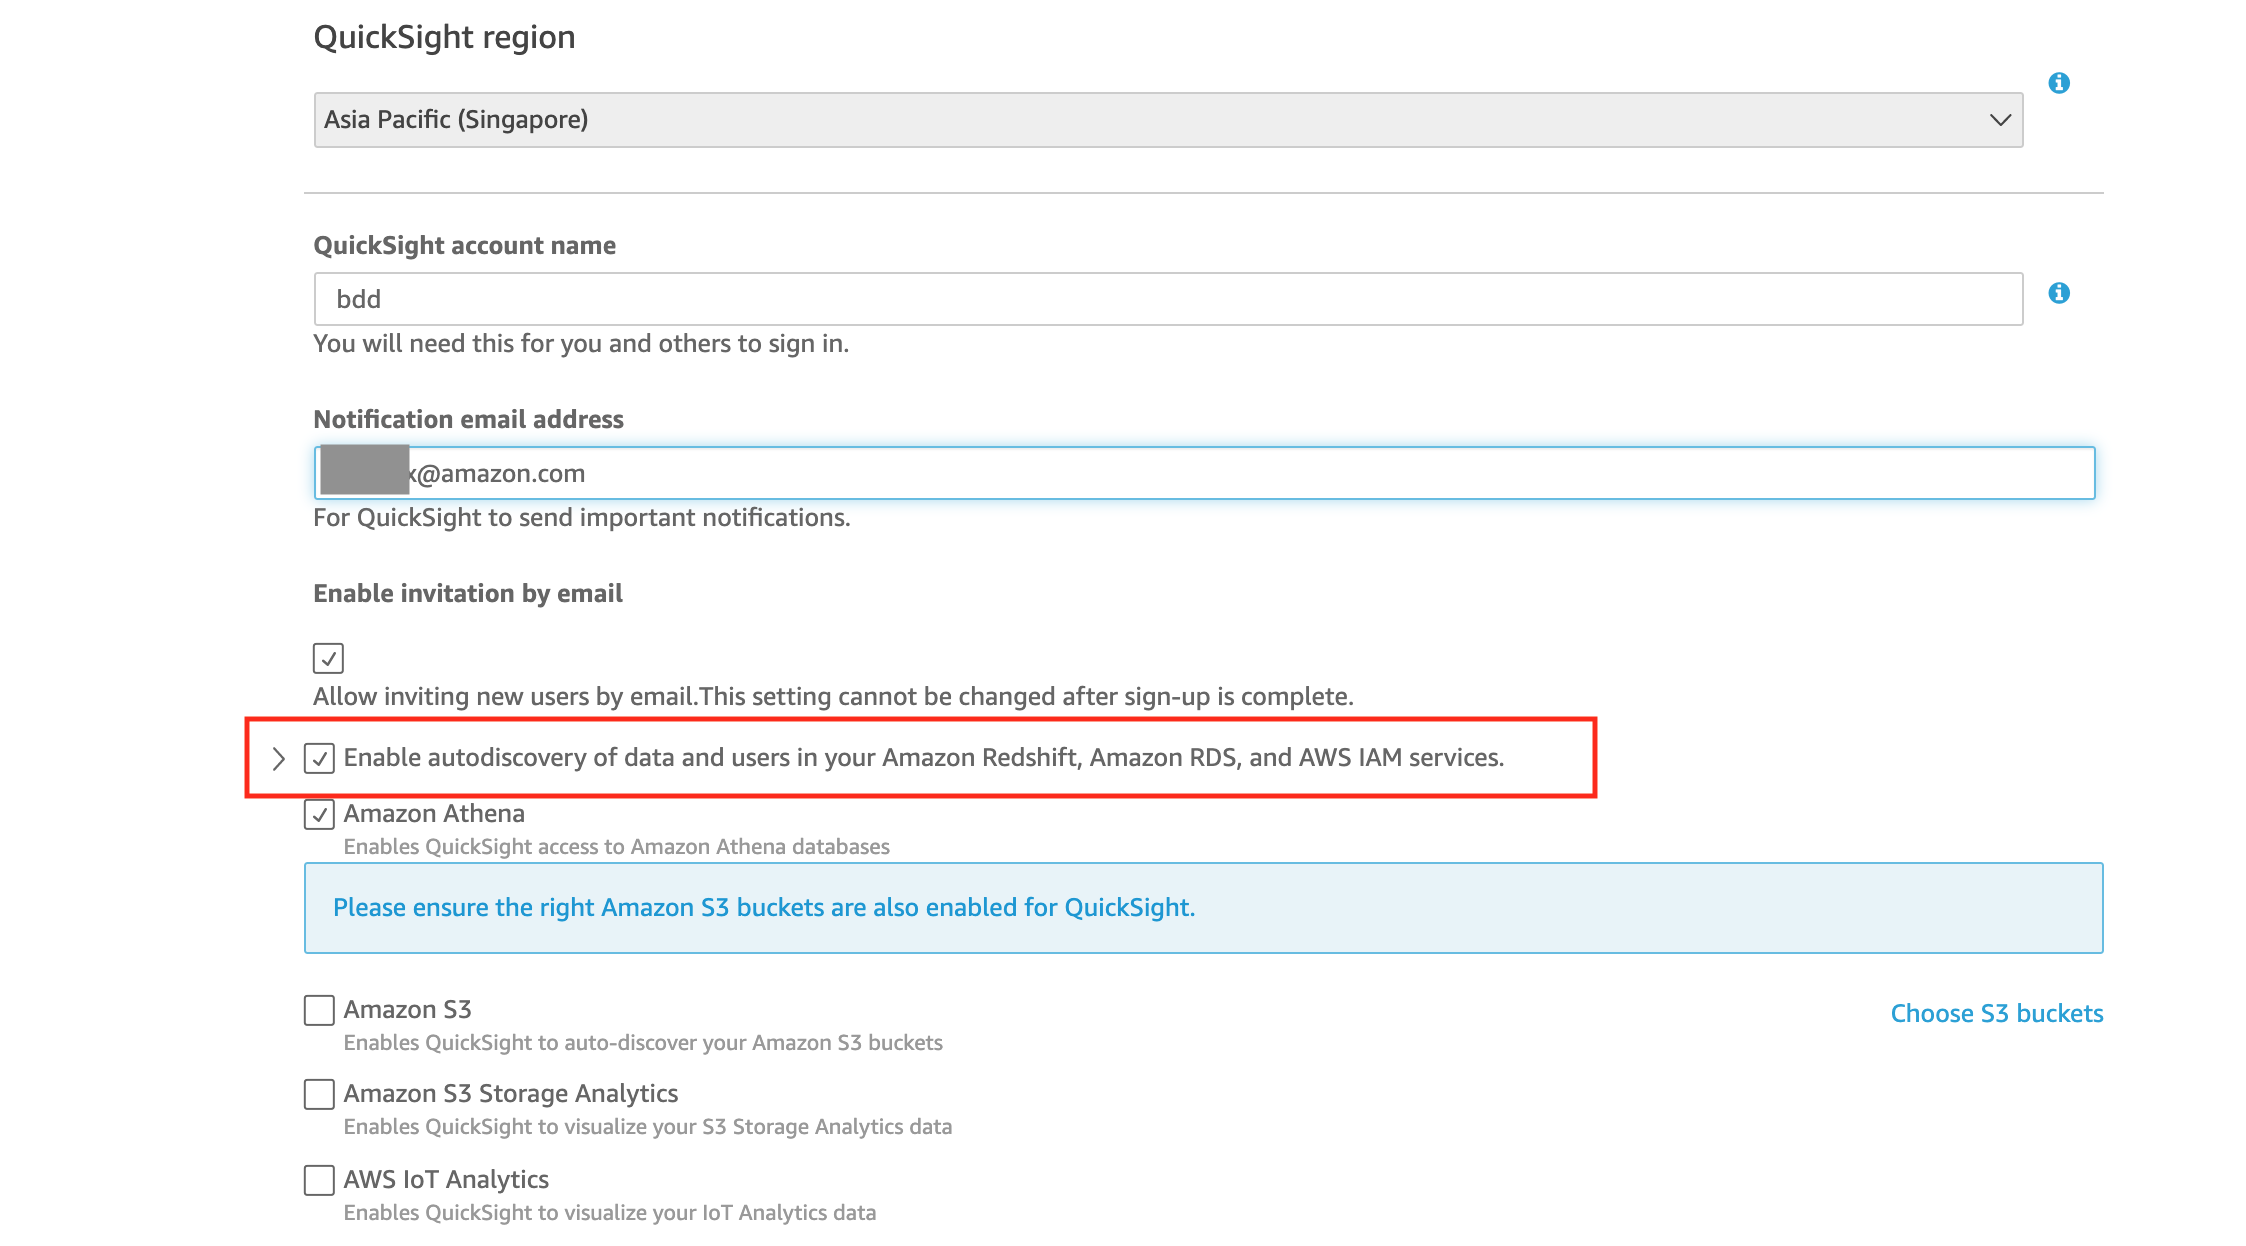 QuickSight region
Asia Pacific (Singapore)
QuickSight account name
bdd
You will need this for you and others to sign in.
Notification email address
x@amazon.com
For QuickSight to send important notifications.
Enable invitation by email
Allow inviting new users by email.This setting cannot be changed after sign-up is complete.
Enable autodiscovery of data and users in your Amazon Redshift, Amazon RDS, and AWS IAM services.
Amazon Athena
Enables QuickSight access to Amazon Athena databases
Please ensure the right Amazon S3 buckets are also enabled for QuickSight.
Amazon S3
Choose S3 buckets
Enables QuickSight to auto-discover your Amazon S3 buckets
Amazon S3 Storage Analytics
Enables QuickSight to visualize your S3 Storage Analytics data
AWS IoT Analytics
Enables QuickSight to visualize your IoT Analytics data